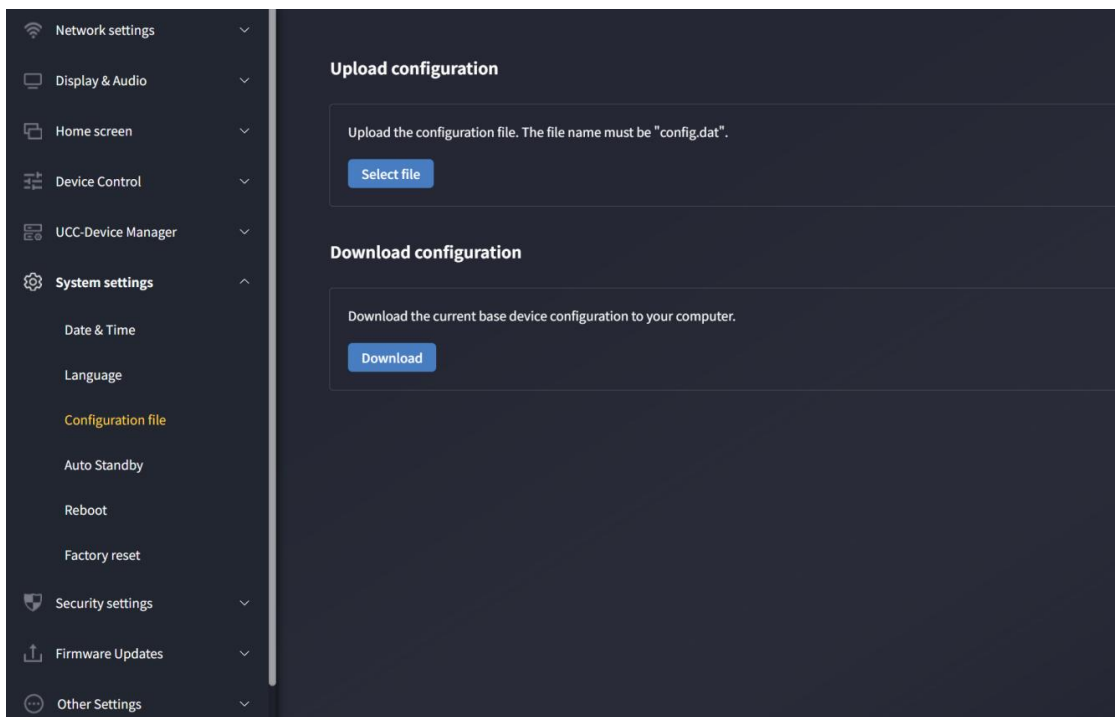 Network settings
Display & Audio
Home screen
Device Control
UCC-Device Manager
System settings
Date & Time
Language
Configuration file
Auto Standby
Reboot
Factory reset
Security settings
Firmware Updates
Other Settings
Upload configuration
Upload the configuration file. The file name must be "config.dat".
Select file
Download configuration
Download the current base device configuration to your computer.
Download